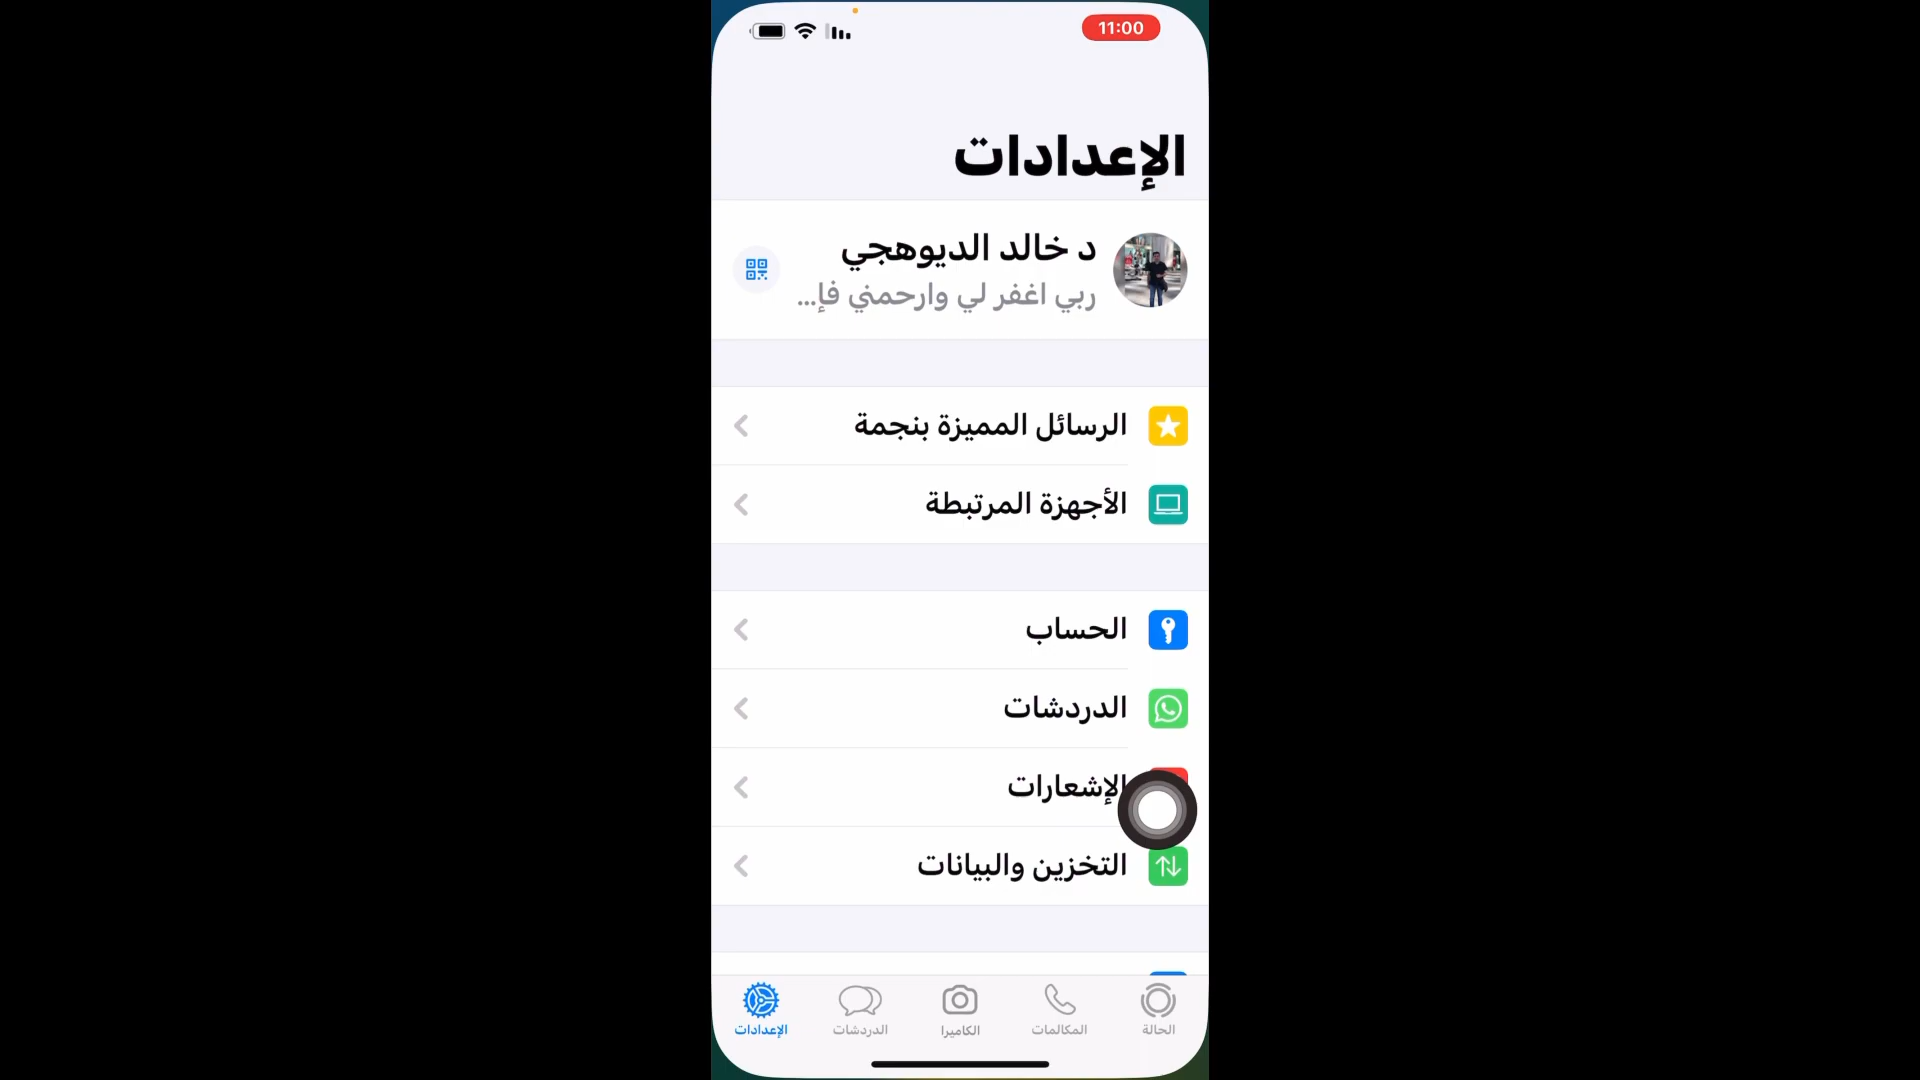 11:00
الإعدادات
د خالد الديوهجي
ربي اغفر لي وارحمني فإ...
الرسائل المميزة بنجمة
الأجهزة المرتبطة
الحساب
الدردشات
الإشعارات
التخزين والبيانات
الحالة
المكالمات
الكاميرا
الدردشات
الإعدادات